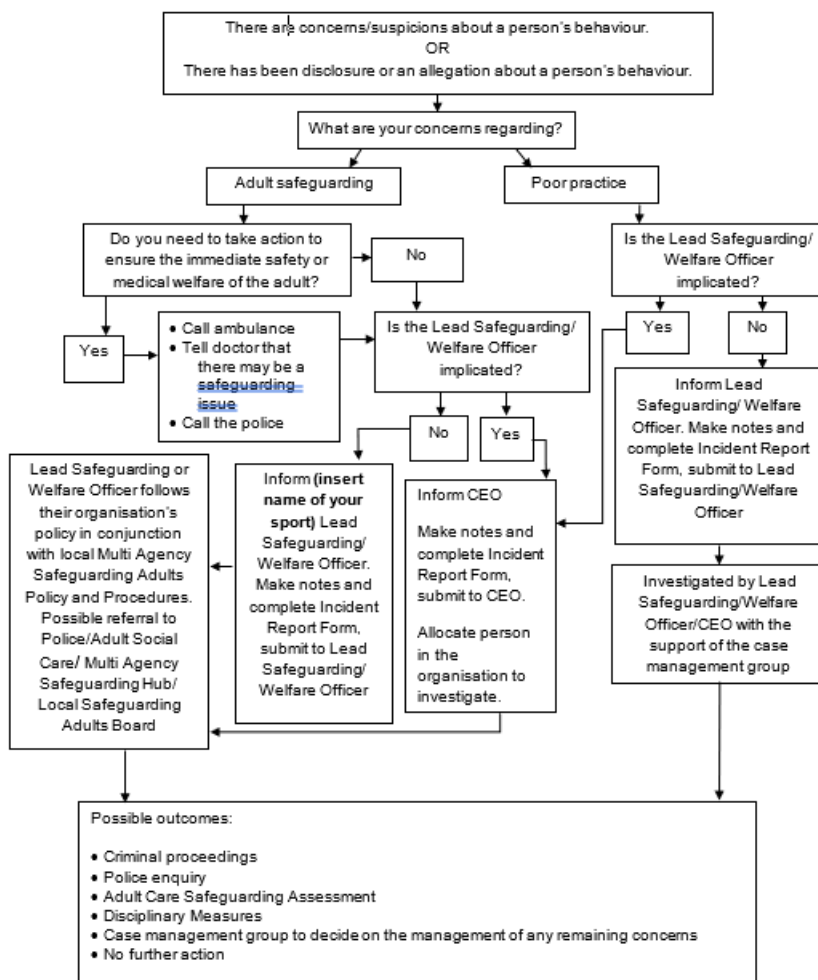 There are concerns/suspicions about a person's behaviour.
OR
There has been disclosure or an allegation about a person's behaviour.
What are your concerns regarding?
Adult safeguarding
Poor practice
Do you need to take action to
ensure the immediate safety or
medical welfare of the adult?
No
Is the Lead Safeguarding/
Welfare Officer
implicated?
Yes
• Call ambulance
• Tell doctor that
there may be a
safeguarding
issue
• Call the police
Is the Lead Safeguarding/
Welfare Officer
implicated?
Yes
No
No
Yes
Inform Lead
Safeguarding/ Welfare
Officer. Make notes and
complete Incident Report
Form, submit to Lead
Safeguarding/Welfare
Officer
Lead Safeguarding or
Welfare Officer follows
their organisation's
policy in conjunction
with local Multi Agency
Safeguarding Adults
Policy and Procedures.
Possible referral to
Police/Adult Social
Care/ Multi Agency
Safeguarding Hub/
Local Safeguarding
Adults Board
Inform (insert
name of your
sport) Lead
Safeguarding/
Welfare Officer.
Make notes and
complete Incident
Report Form,
submit to Lead
Safeguarding/
Welfare Officer
Inform CEO
Make notes and
complete Incident
Report Form,
submit to CEO.
Allocate person
in the
organisation to
investigate.
Investigated by Lead
Safeguarding/Welfare
Officer/CEO with the
support of the case
management group
Possible outcomes:
• Criminal proceedings
• Police enquiry
• Adult Care Safeguarding Assessment
• Disciplinary Measures
• Case management group to decide on the management of any remaining concerns
• No further action